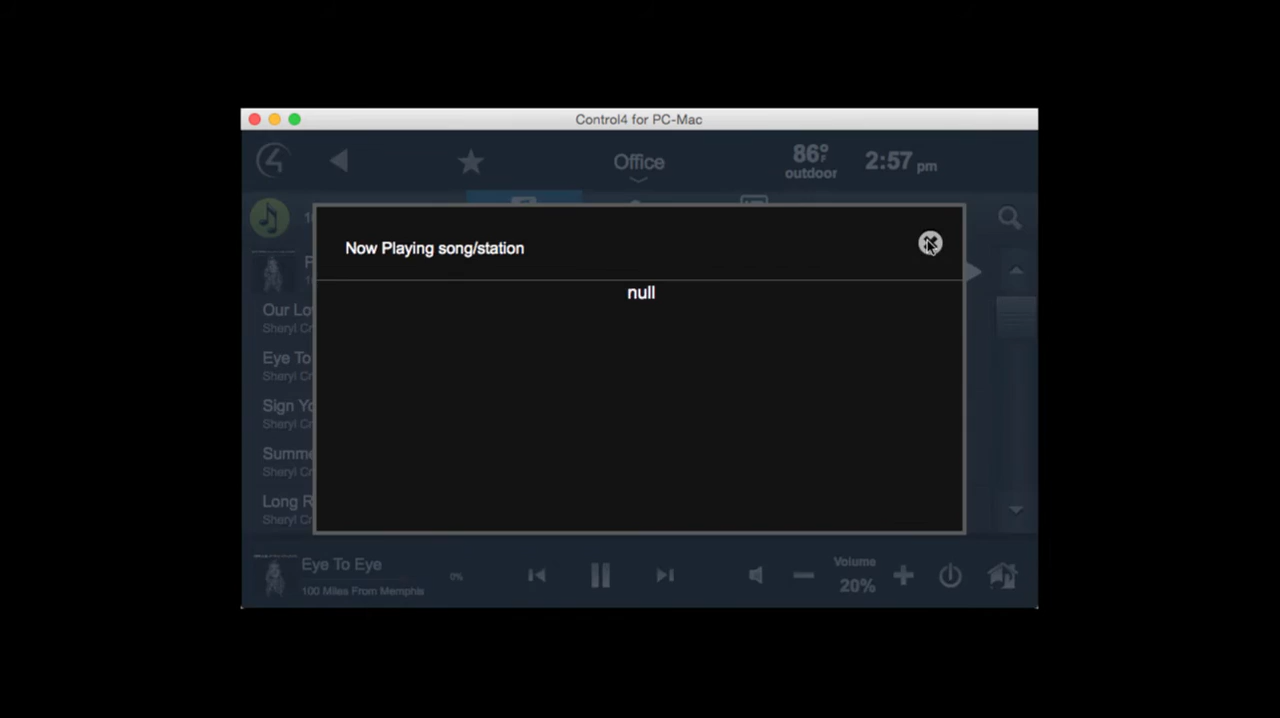 Control4 for PC-Mac
Office
86°F
outdoor
2:57 pm
Now Playing song/station
null
Our Lo
Sheryl Cr
Eye To
Sheryl Cr
Sign Yo
Sheryl Cr
Summe
Sheryl Cr
Long R
Sheryl Cr
Eye To Eye
100 Miles From Memphis
0%
Volume
20%